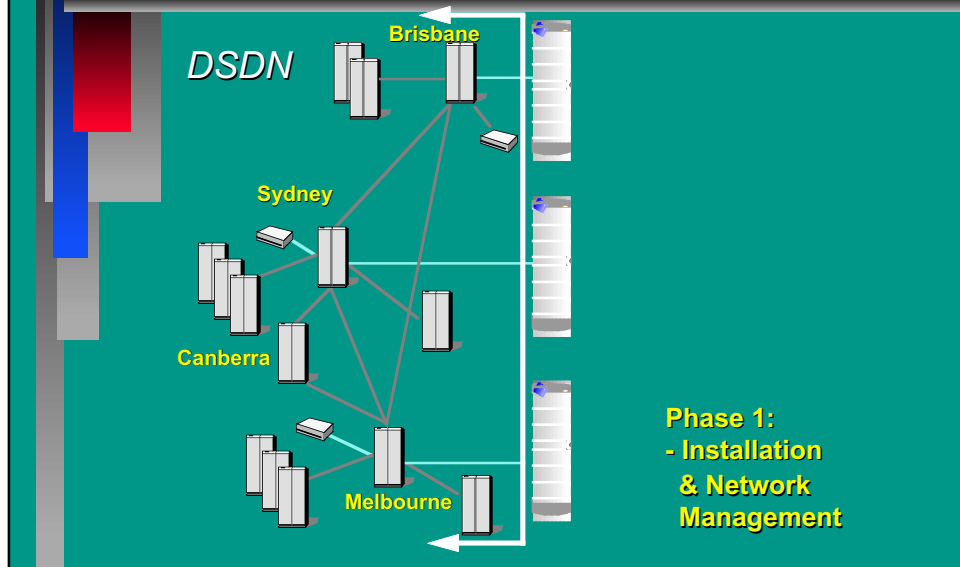 Brisbane
DSDN
Sydney
Canberra
Melbourne
Phase 1:
- Installation
& Network
Management